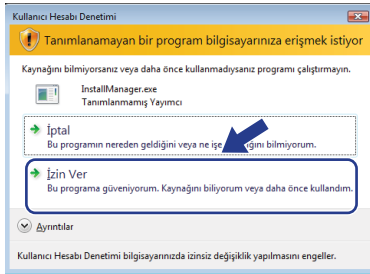 Kullanıcı Hesabı Denetimi
Tanımlanamayan bir program bilgisayarınıza erişmek istiyor
Kaynağını bilmiyorsanız veya daha önce kullanmadıysanız programı çalıştırmayın.
InstallManager.exe
Tanımlanmamış Yayımcı
İptal
Bu programın nereden geldiğini veya ne işe bilmiyorum.
İzin Ver
Bu programa güveniyorum. Kaynağını biliyorum veya daha önce kullandım.
Ayrıntılar
Kullanıcı Hesabı Denetimi bilgisayarınızda izinsiz değişiklik yapılmasını engeller.